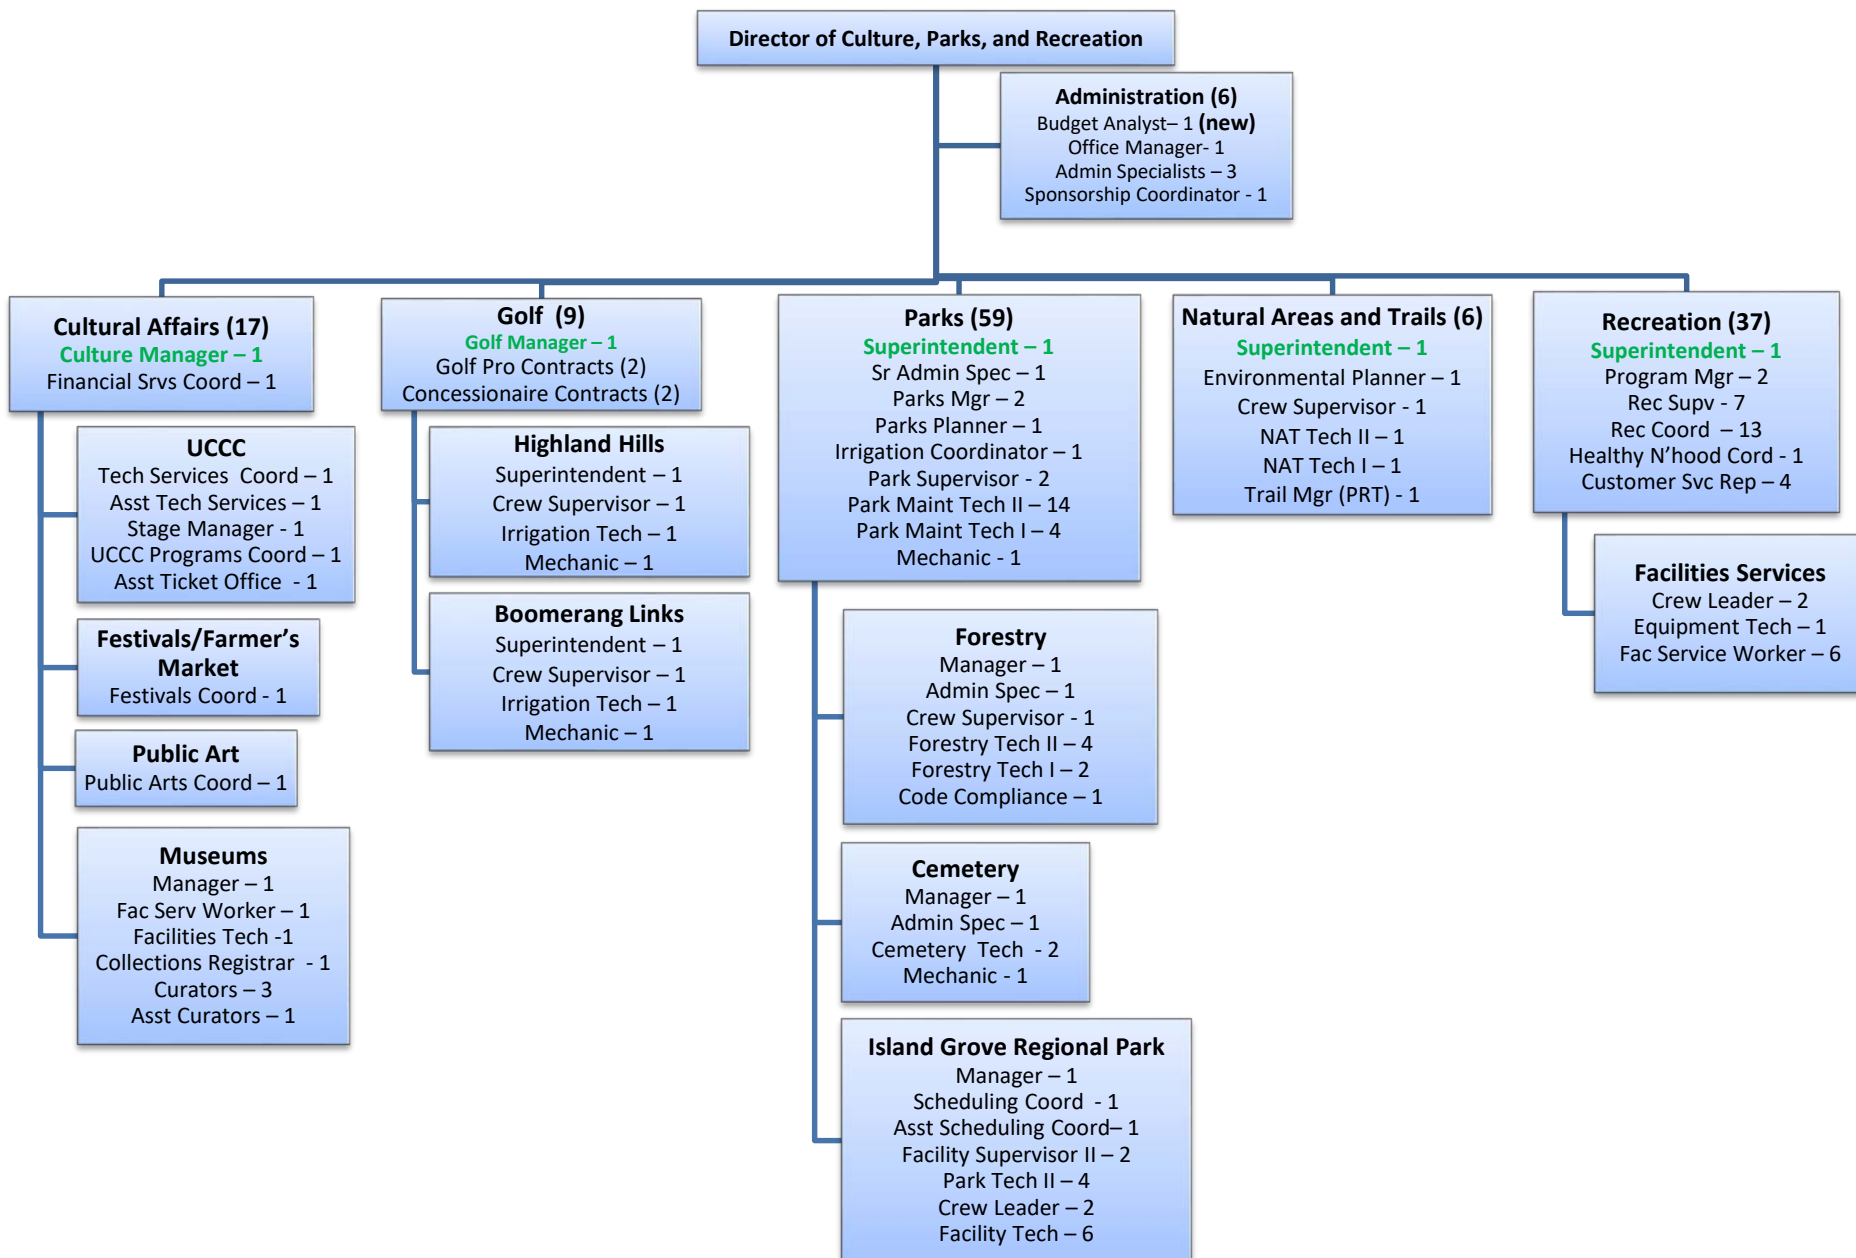 Director of Culture, Parks, and Recreation
Administration (6)
Budget Analyst– 1 (new)
Office Manager- 1
Admin Specialists – 3
Sponsorship Coordinator - 1
Cultural Affairs (17)
Culture Manager – 1
Financial Srvs Coord – 1
UCCC
Tech Services Coord – 1
Asst Tech Services – 1
Stage Manager - 1
UCCC Programs Coord – 1
Asst Ticket Office - 1
Festivals/Farmer’s
Market
Festivals Coord - 1
Public Art
Public Arts Coord – 1
Museums
Manager – 1
Fac Serv Worker – 1
Facilities Tech -1
Collections Registrar - 1
Curators – 3
Asst Curators – 1
Golf (9)
Golf Manager – 1
Golf Pro Contracts (2)
Concessionaire Contracts (2)
Highland Hills
Superintendent – 1
Crew Supervisor – 1
Irrigation Tech – 1
Mechanic – 1
Boomerang Links
Superintendent – 1
Crew Supervisor – 1
Irrigation Tech – 1
Mechanic – 1
Parks (59)
Superintendent – 1
Sr Admin Spec – 1
Parks Mgr – 2
Parks Planner – 1
Irrigation Coordinator – 1
Park Supervisor - 2
Park Maint Tech II – 14
Park Maint Tech I – 4
Mechanic - 1
Forestry
Manager – 1
Admin Spec – 1
Crew Supervisor - 1
Forestry Tech II – 4
Forestry Tech I – 2
Code Compliance – 1
Cemetery
Manager – 1
Admin Spec – 1
Cemetery Tech - 2
Mechanic - 1
Island Grove Regional Park
Manager – 1
Scheduling Coord - 1
Asst Scheduling Coord– 1
Facility Supervisor II – 2
Park Tech II – 4
Crew Leader – 2
Facility Tech – 6
Natural Areas and Trails (6)
Superintendent – 1
Environmental Planner – 1
Crew Supervisor - 1
NAT Tech II – 1
NAT Tech I – 1
Trail Mgr (PRT) - 1
Recreation (37)
Superintendent – 1
Program Mgr – 2
Rec Supv - 7
Rec Coord – 13
Healthy N’hood Cord - 1
Customer Svc Rep – 4
Facilities Services
Crew Leader – 2
Equipment Tech – 1
Fac Service Worker – 6